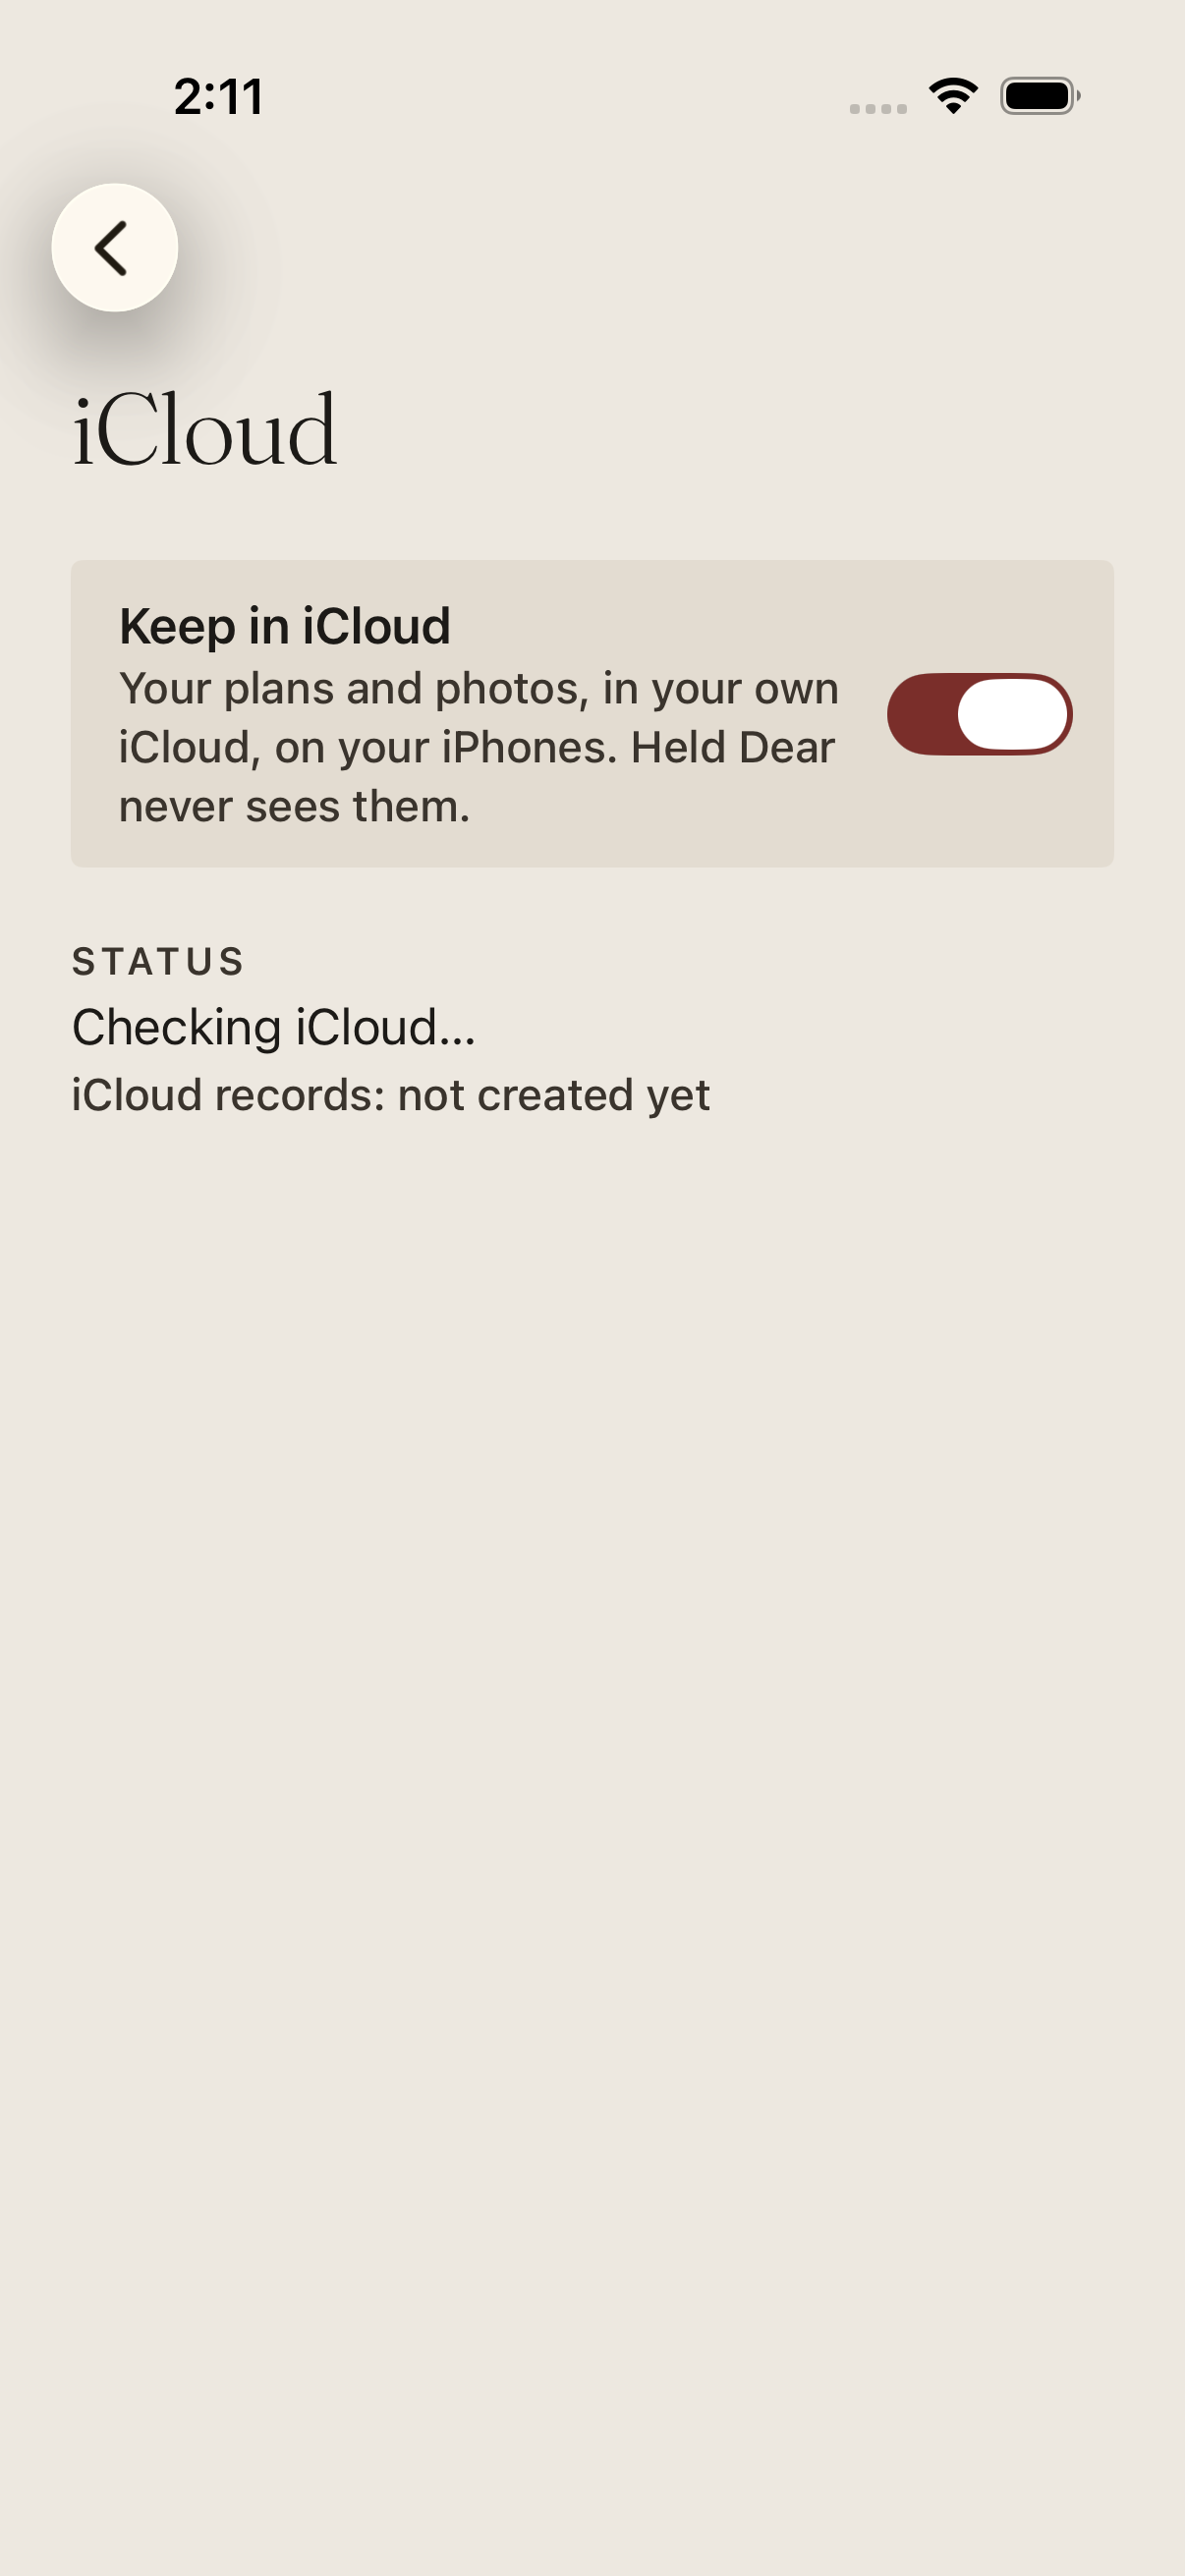 2:11
iCloud
Keep in iCloud
Your plans and photos, in your own
iCloud, on your iPhones. Held Dear
never sees them.
STATUS
Checking iCloud...
iCloud records: not created yet